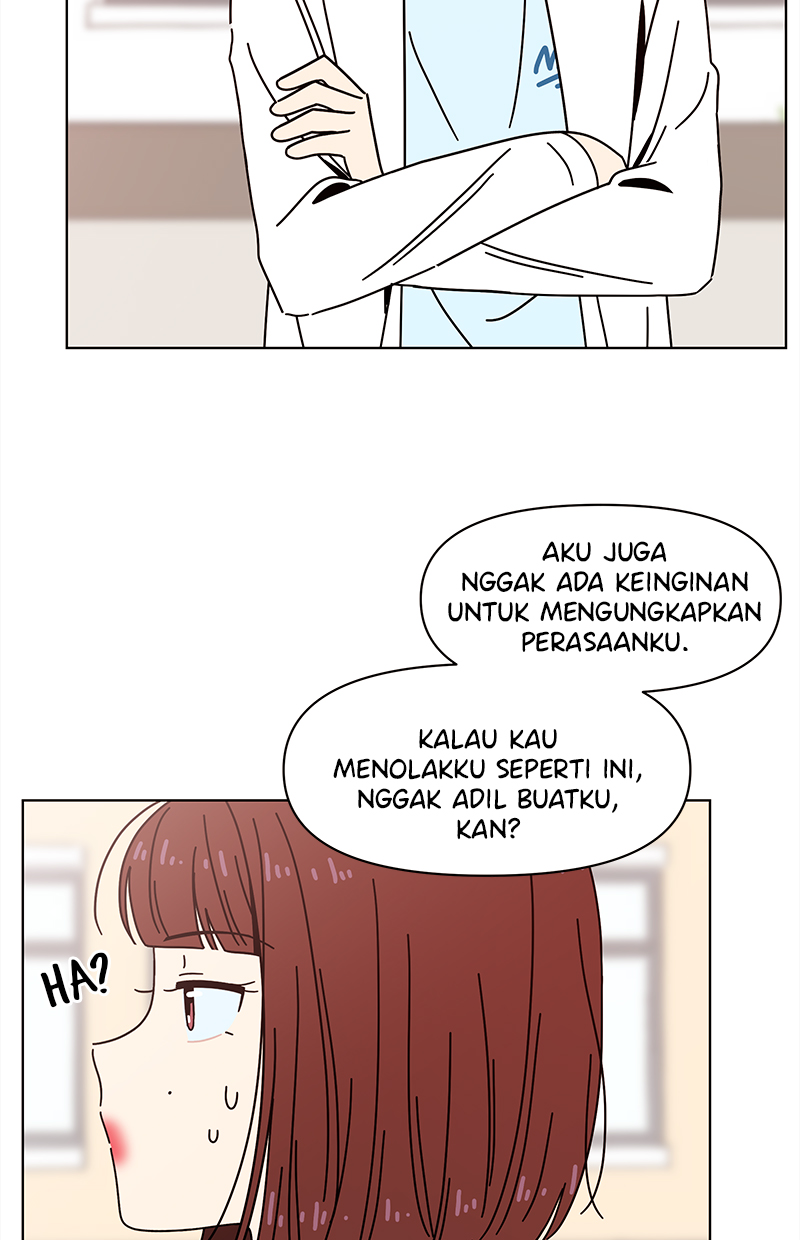 AKU JUGA
NGGAK ADA KEINGINAN
UNTUK MENGUNGKAPKAN
PERASAANKU.
KALAU KAU
MENOLAKKU SEPERTI INI,
NGGAK ADIL BUATKU,
KAN?
HA?